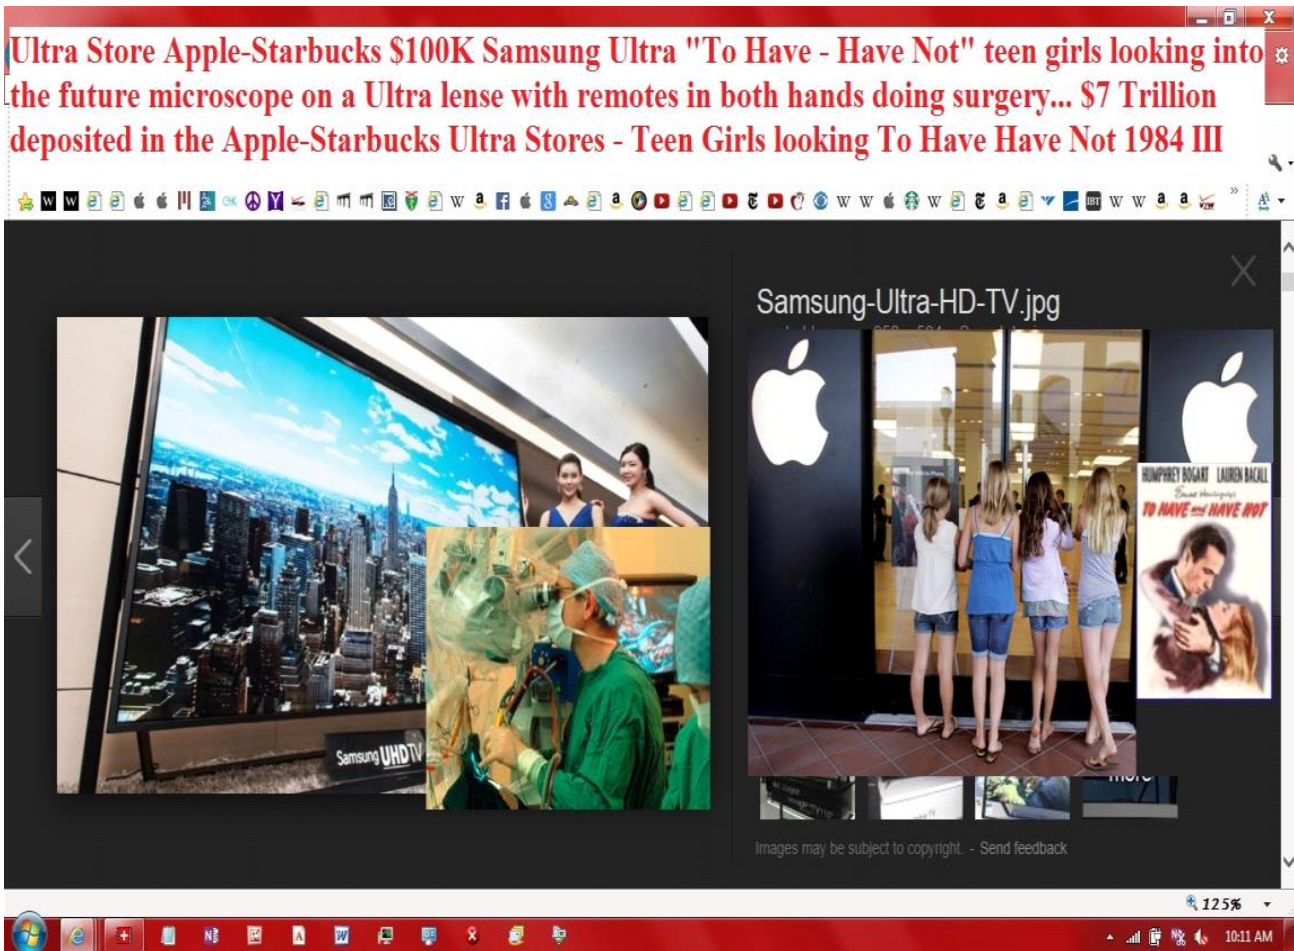 Ultra Store Apple-Starbucks $100K Samsung Ultra "To Have - Have Not" teen girls looking into
the future microscope on a Ultra lense with remotes in both hands doing surgery... $7 Trillion
deposited in the Apple-Starbucks Ultra Stores - Teen Girls looking To Have Have Not 1984 III
Samsung-Ultra-HD-TV.jpg
HUMPHREY BOGART LAUREN BACALL
TO HAVE and HAVE NOT
Samsung UHD TV
more
Images may be subject to copyright. - Send feedback
125%
10:11 AM